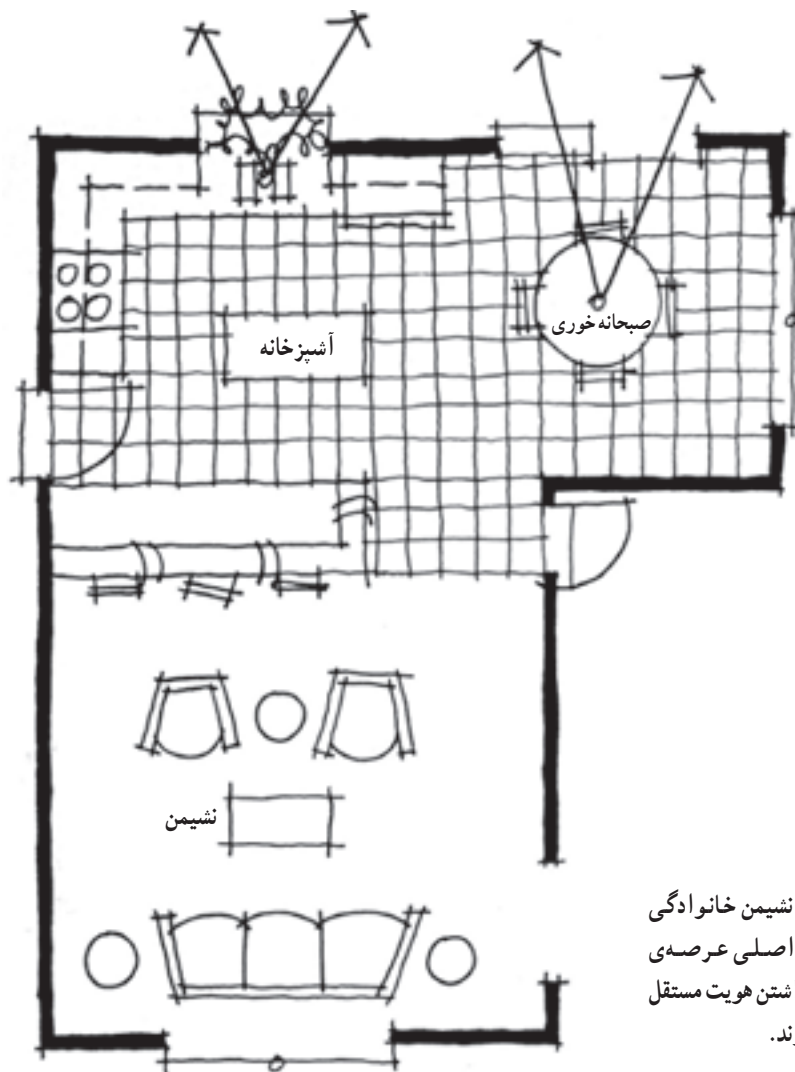 صبحانه‌خوری
آشپزخانه
نشیمن
نشیمن خانوادگی
اصلی عرصه‌ی
شتن هویت مستقل
ند.